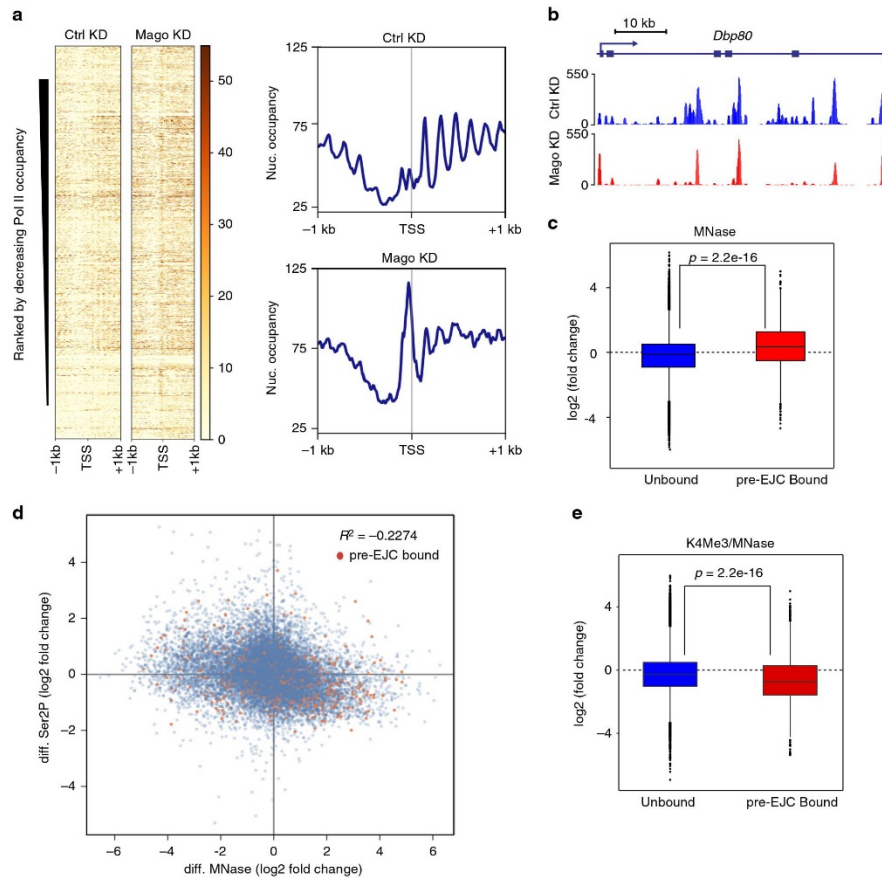 a
Ctrl KD Mago KD
Ranked by decreasing Pol II occupancy
50
40
30
20
10
0
−1kb TSS +1kb −1kb TSS +1kb
Ctrl KD
125
75
25
Nuc. occupancy
−1 kb TSS +1 kb
Mago KD
125
75
25
Nuc. occupancy
−1 kb TSS +1 kb
b
10 kb
Dbp80
550
0
Ctrl KD
550
0
Mago KD
c
MNase
p = 2.2e-16
4
0
−4
log2 (fold change)
Unbound pre-EJC Bound
d
R² = −0.2274
pre-EJC bound
4
2
0
−2
−4
diff. Ser2P (log2 fold change)
−6 −4 −2 0 2 4 6
diff. MNase (log2 fold change)
e
K4Me3/MNase
p = 2.2e-16
4
0
−4
log2 (fold change)
Unbound pre-EJC Bound